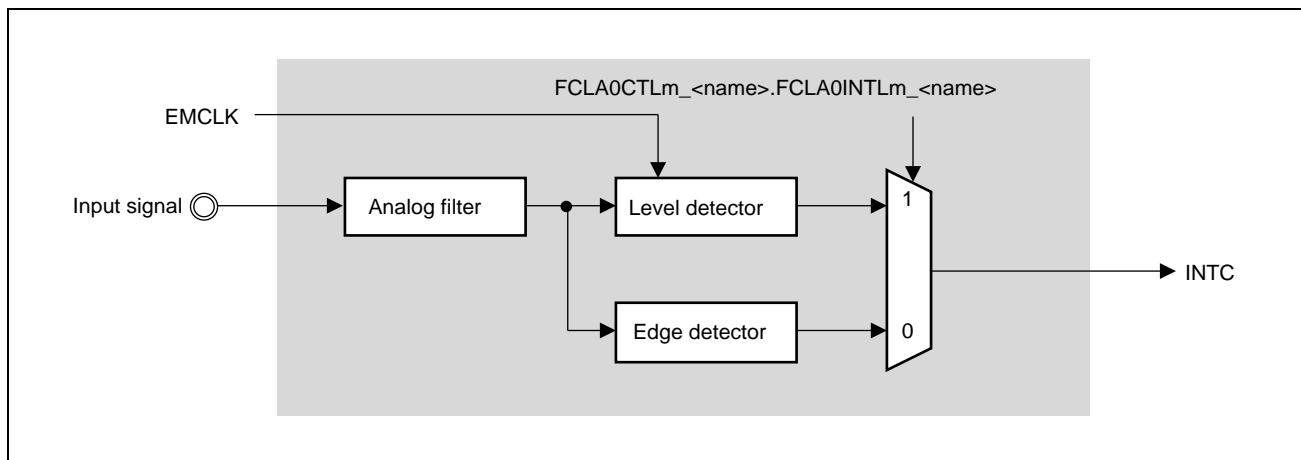 FCLA0CTLm_<name>.FCLA0INTLm_<name>
EMCLK
Input signal
Analog filter
Level detector
1
INTC
Edge detector
0